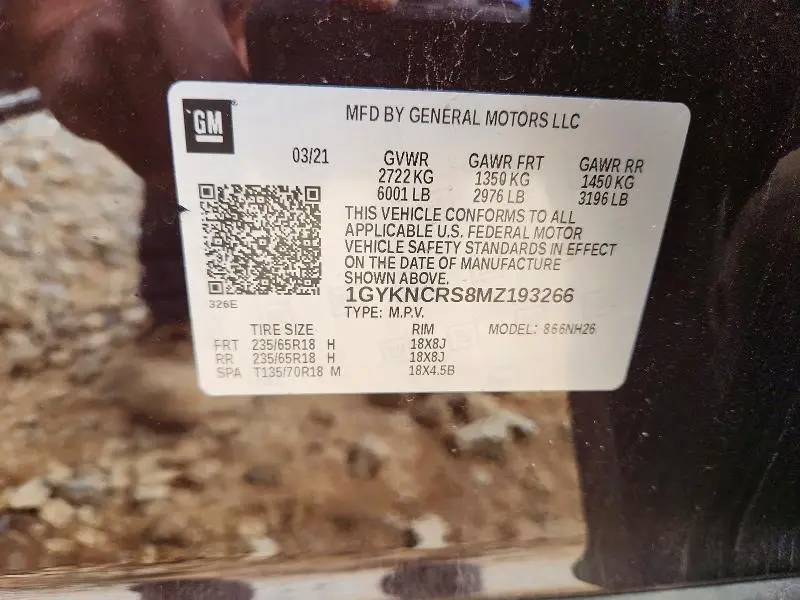 GM
MFD BY GENERAL MOTORS LLC
03/21 GVWR GAWR FRT GAWR RR
2722 KG 1350 KG 1450 KG
6001 LB 2976 LB 3196 LB
THIS VEHICLE CONFORMS TO ALL
APPLICABLE U.S. FEDERAL MOTOR
VEHICLE SAFETY STANDARDS IN EFFECT
ON THE DATE OF MANUFACTURE
SHOWN ABOVE.
326E
1GYKNCRS8MZ193266
TYPE: M.P.V.
TIRE SIZE RIM MODEL: 866NH26
FRT 235/65R18 H 18X8J
RR 235/65R18 H 18X8J
SPA T135/70R18 M 18X4.5B